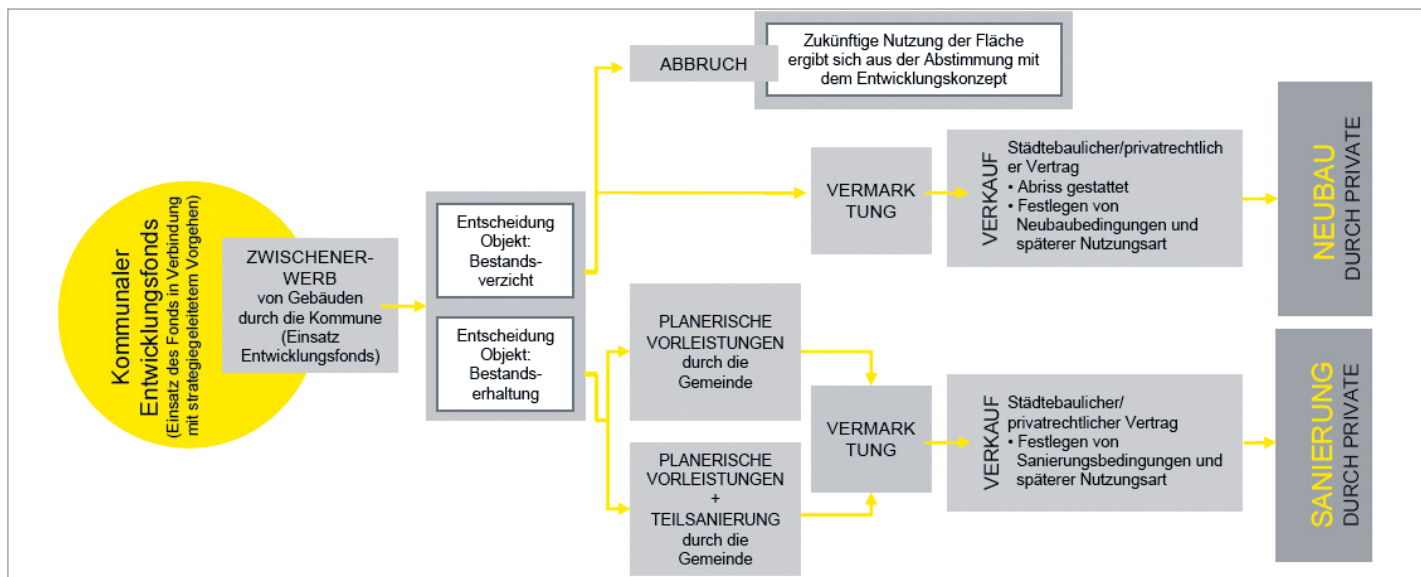 Kommunaler
Entwicklungsfonds
(Einsatz des Fonds in Verbindung
mit strategiegeleitetem Vorgehen)
ZWISCHENER-
WERB
von Gebäuden
durch die Kommune
(Einsatz
Entwicklungsfonds)
Entscheidung
Objekt:
Bestands-
verzicht
Entscheidung
Objekt:
Bestands-
erhaltung
ABBRUCH
Zukünftige Nutzung der Fläche
ergibt sich aus der Abstimmung mit
dem Entwicklungskonzept
VERMARK
TUNG
VERKAUF
Städtebaulicher/privatrechtlich
er Vertrag
• Abriss gestattet
• Festlegen von
Neubaubedingungen und
späterer Nutzungsart
NEUBAU
DURCH PRIVATE
PLANERISCHE
VORLEISTUNGEN
durch die
Gemeinde
PLANERISCHE
VORLEISTUNGEN
+
TEILSANIERUNG
durch die
Gemeinde
VERMARK
TUNG
VERKAUF
Städtebaulicher/
privatrechtlicher Vertrag
• Festlegen von
Sanierungsbedingungen und
späterer Nutzungsart
SANIERUNG
DURCH PRIVATE